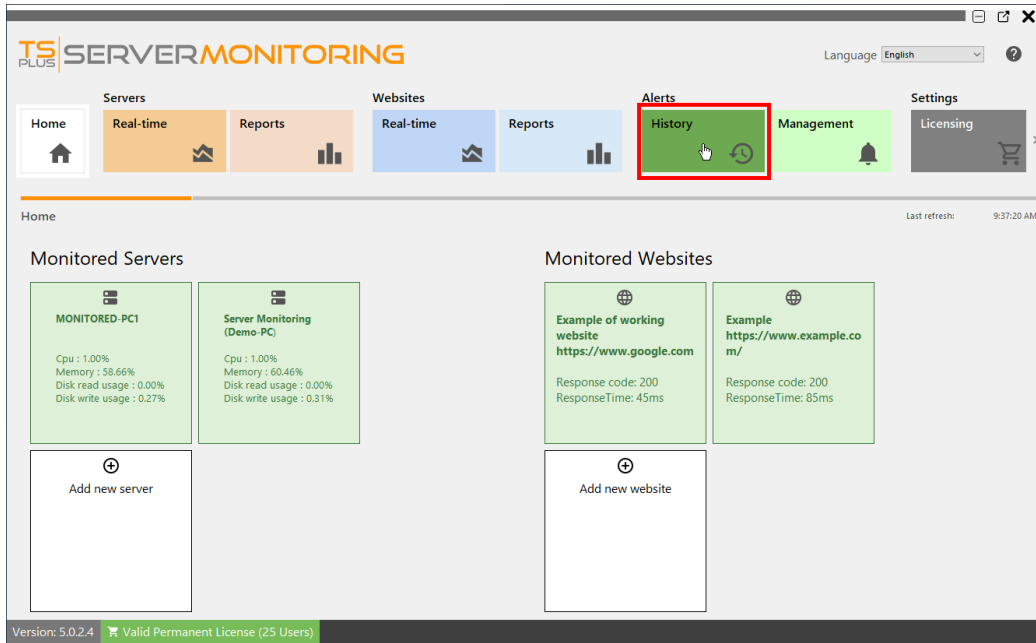 TS PLUS SERVERMONITORING
Language English
Servers
Websites
Alerts
Settings
Home
Real-time
Reports
Real-time
Reports
History
Management
Licensing
Home
Last refresh: 9:37:20 AM
Monitored Servers
MONITORED-PC1
Cpu : 1.00%
Memory : 58.66%
Disk read usage : 0.00%
Disk write usage : 0.27%
Server Monitoring
(Demo-PC)
Cpu : 1.00%
Memory : 60.46%
Disk read usage : 0.00%
Disk write usage : 0.31%
Add new server
Monitored Websites
Example of working
website
https://www.google.com
Response code: 200
ResponseTime: 45ms
Example
https://www.example.co
m/
Response code: 200
ResponseTime: 85ms
Add new website
Version: 5.0.2.4
Valid Permanent License (25 Users)